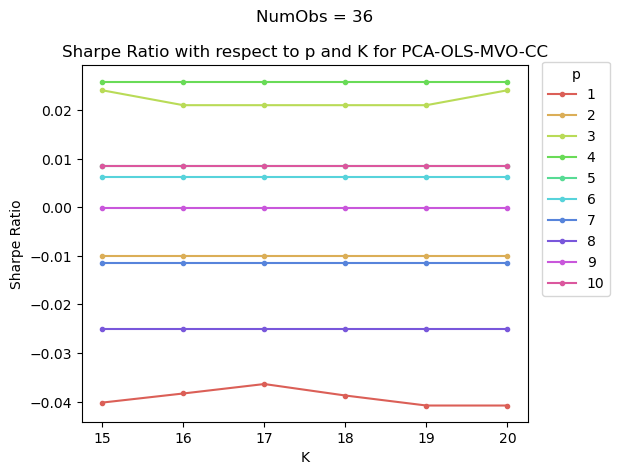 NumObs = 36
Sharpe Ratio with respect to p and K for PCA-OLS-MVO-CC
p
1
2
3
4
5
6
7
8
9
10
Sharpe Ratio
0.02
0.01
0.00
−0.01
−0.02
−0.03
−0.04
15 16 17 18 19 20
K